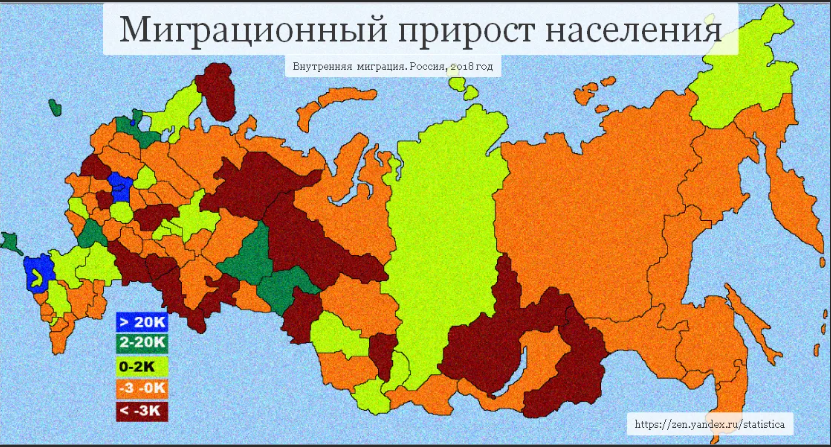 Миграционный прирост населения
Внутренняя миграция. Россия, 2018 год
> 20K
2-20K
0-2K
-3 -0K
< -3K
https://zen.yandex.ru/statistica